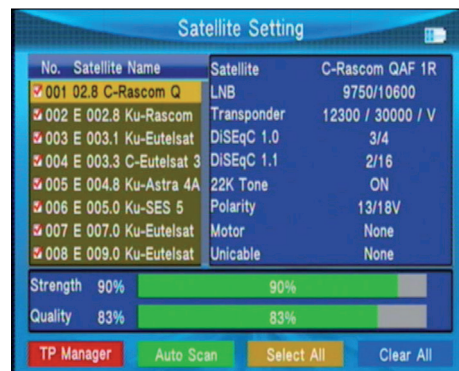 Satellite Setting
No. Satellite Name
001 02.8 C-Rascom Q
002 E 002.8 Ku-Rascom
003 E 003.1 Ku-Eutelsat
004 E 003.3 C-Eutelsat 3
005 E 004.8 Ku-Astra 4A
006 E 005.0 Ku-SES 5
007 E 007.0 Ku-Eutelsat
008 E 009.0 Ku-Eutelsat
Satellite C-Rascom QAF 1R
LNB 9750/10600
Transponder 12300 / 30000 / V
DiSEqC 1.0 3/4
DiSEqC 1.1 2/16
22K Tone ON
Polarity 13/18V
Motor None
Unicable None
Strength 90% 90%
Quality 83% 83%
TP Manager Auto Scan Select All Clear All